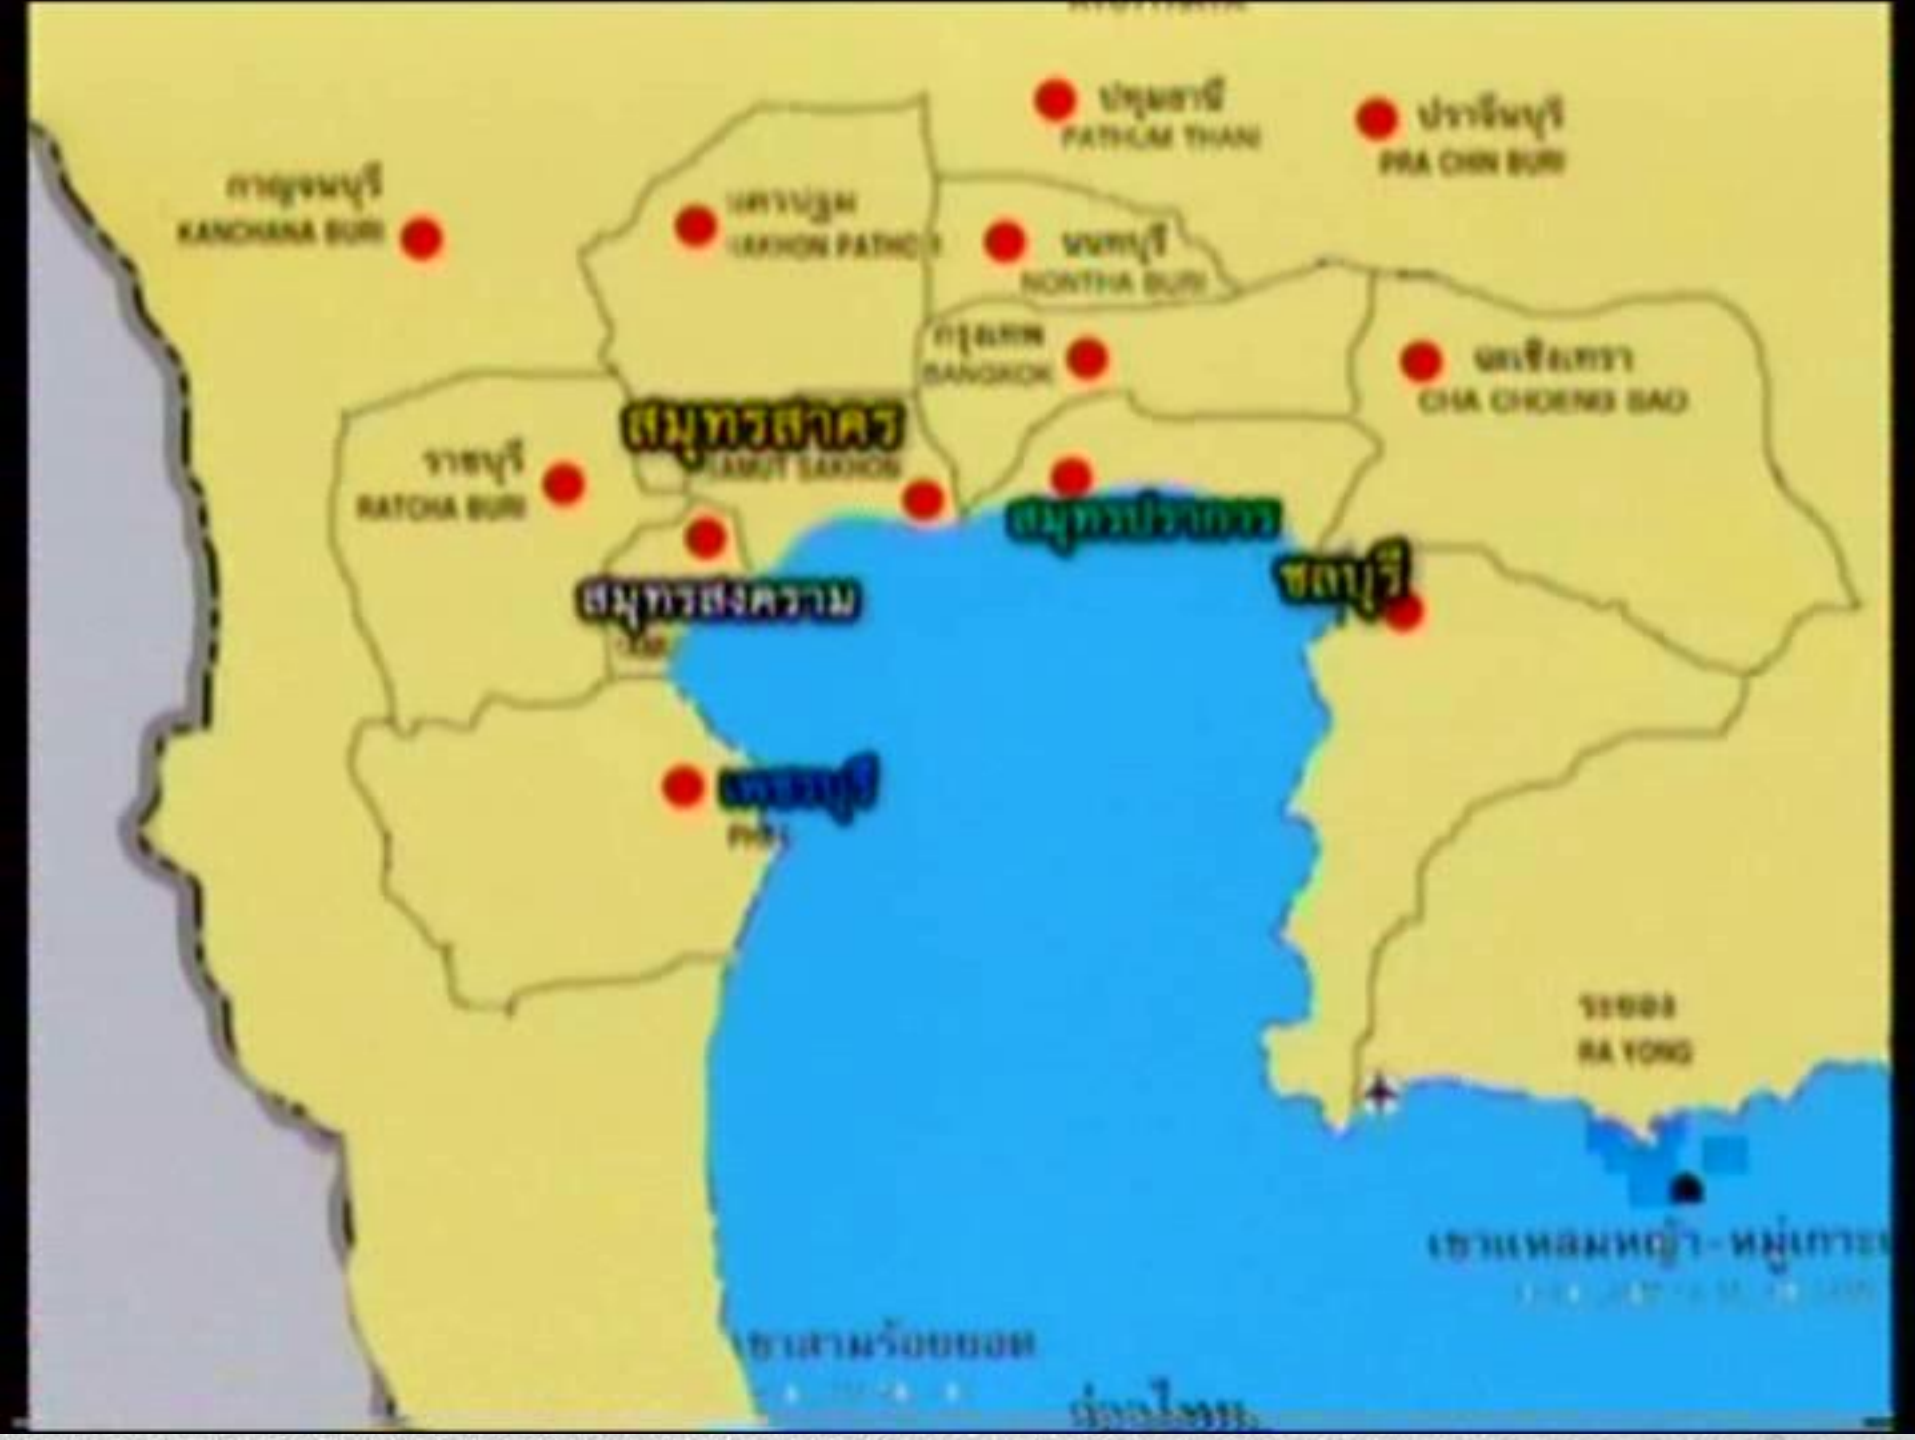 ปทุมธานี
PATHUM THANI
ปราจีนบุรี
PRA CHIN BURI
กาญจนบุรี
KANCHANA BURI
นครปฐม
นนทบุรี
NONTHA BURI
กรุงเทพ
BANGKOK
ฉะเชิงเทรา
CHA CHOENG SAO
สมุทรสาคร
SAMUT SAKHON
ราชบุรี
RATCHA BURI
สมุทรปราการ
ชลบุรี
สมุทรสงคราม
เพชรบุรี
ระยอง
RA YONG
เขาแหลมหญ้า-หมู่เกาะ
เขาสามร้อยยอด
อ่าวไทย